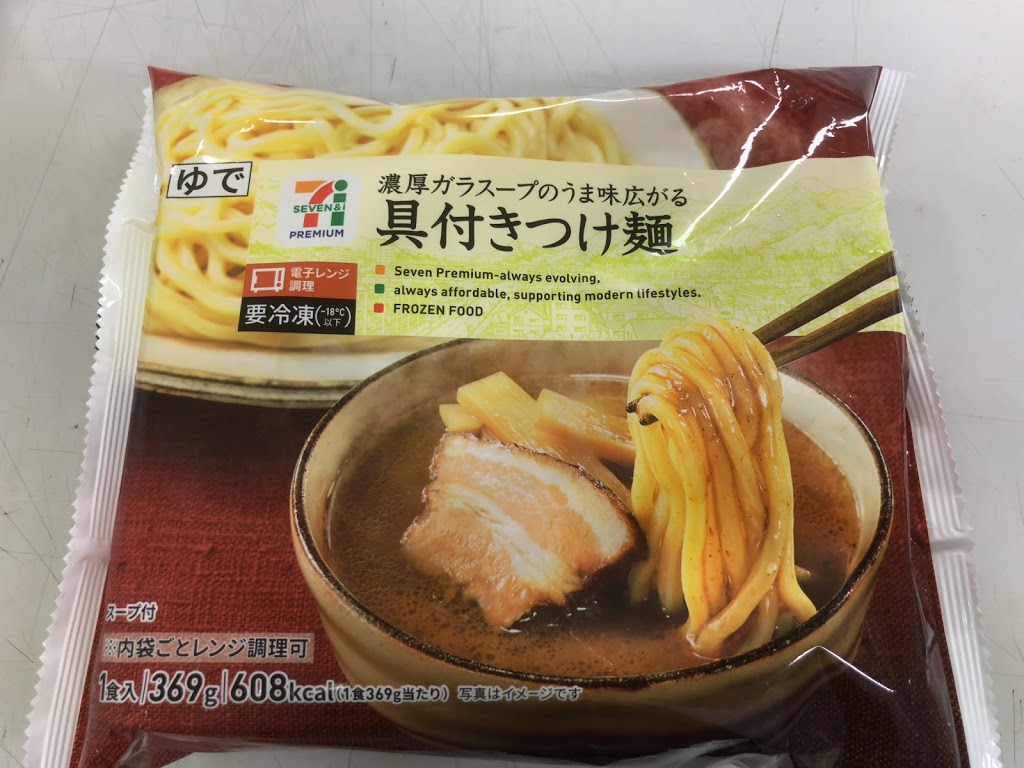 ゆで
SEVEN&i
PREMIUM
濃厚ガラスープのうま味広がる
具付きつけ麺
電子レンジ
調理
要冷凍(-18℃以下)
Seven Premium-always evolving,
always affordable, supporting modern lifestyles.
FROZEN FOOD
スープ付
※内袋ごとレンジ調理可
1食入/369g/608kcal(1食369g当たり) 写真はイメージです